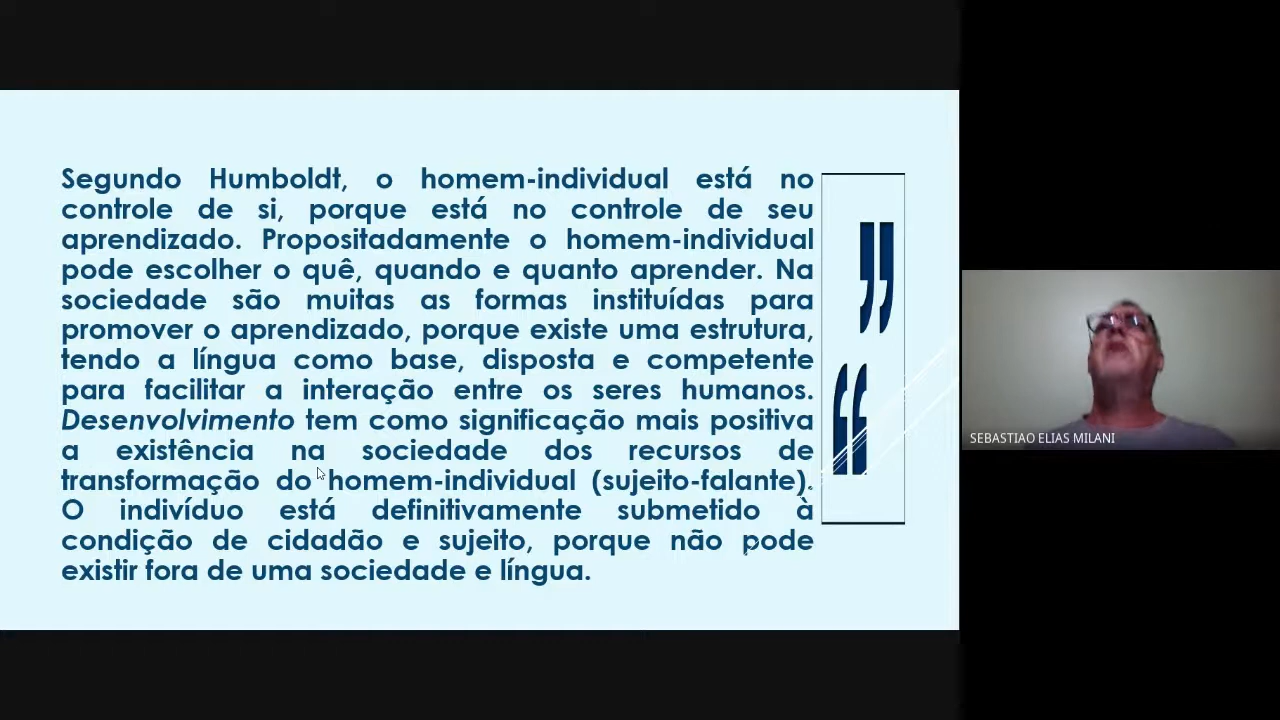 Segundo Humboldt, o homem-individual está no
controle de si, porque está no controle de seu
aprendizado. Propositadamente o homem-individual
pode escolher o quê, quando e quanto aprender. Na
sociedade são muitas as formas instituídas para
promover o aprendizado, porque existe uma estrutura,
tendo a língua como base, disposta e competente
para facilitar a interação entre os seres humanos.
Desenvolvimento tem como significação mais positiva
a existência na sociedade dos recursos de
transformação do homem-individual (sujeito-falante).
O indivíduo está definitivamente submetido à
condição de cidadão e sujeito, porque não pode
existir fora de uma sociedade e língua.
”
“
SEBASTIAO ELIAS MILANI